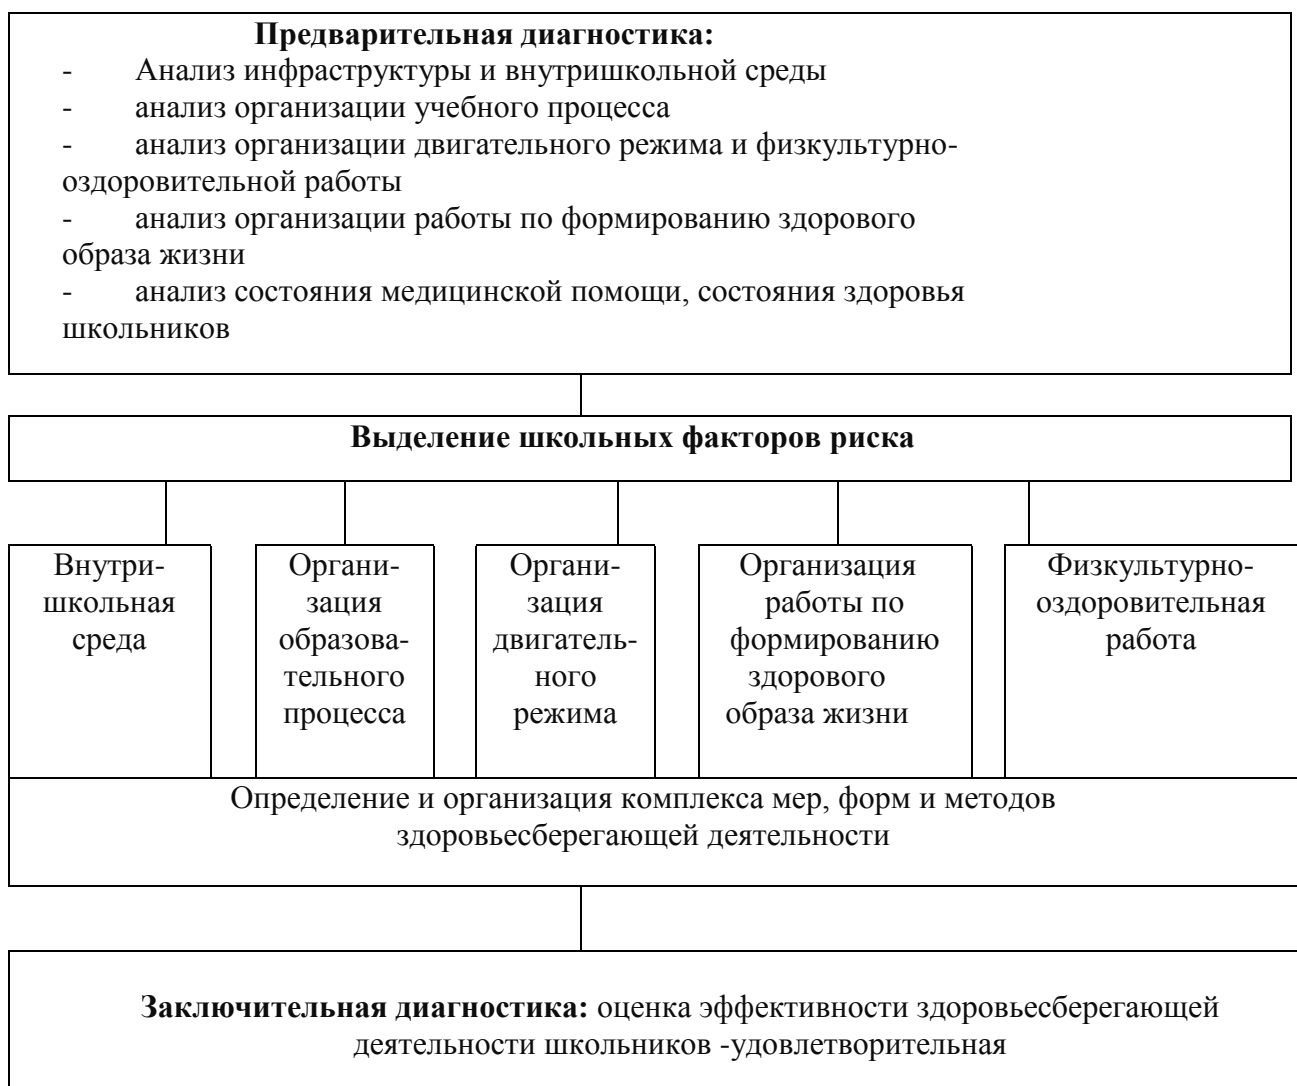 Предварительная диагностика:
- Анализ инфраструктуры и внутришкольной среды
- анализ организации учебного процесса
- анализ организации двигательного режима и физкультурно-
оздоровительной работы
- анализ организации работы по формированию здорового
образа жизни
- анализ состояния медицинской помощи, состояния здоровья
школьников
Выделение школьных факторов риска
Внутри-
школьная
среда
Органи-
зация
образова-
тельного
процесса
Органи-
зация
двигатель-
ного
режима
Организация
работы по
формированию
здорового
образа жизни
Физкультурно-
оздоровительная
работа
Определение и организация комплекса мер, форм и методов
здоровьесберегающей деятельности
Заключительная диагностика: оценка эффективности здоровьесберегающей
деятельности школьников -удовлетворительная